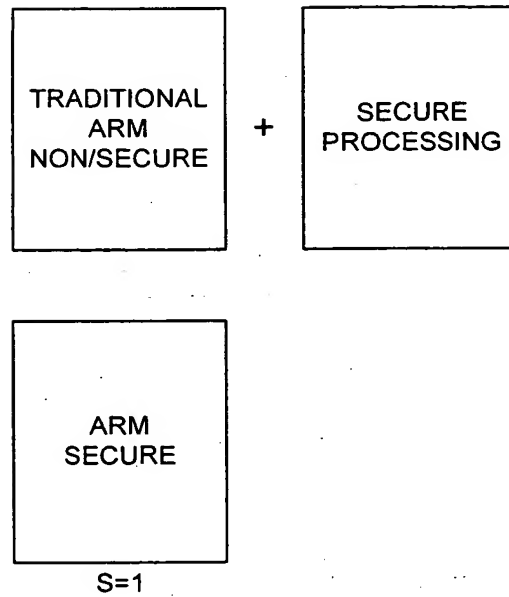 TRADITIONAL
ARM
NON/SECURE
+
SECURE
PROCESSING
ARM
SECURE
S=1